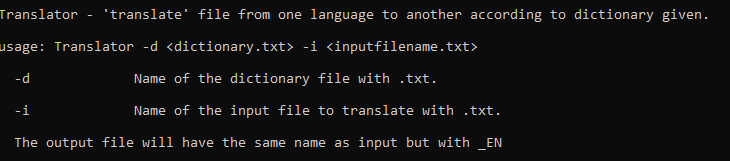 Translator - 'translate' file from one language to another according to dictionary given.
usage: Translator -d <dictionary.txt> -i <inputfilename.txt>
-d Name of the dictionary file with .txt.
-i Name of the input file to translate with .txt.
The output file will have the same name as input but with _EN